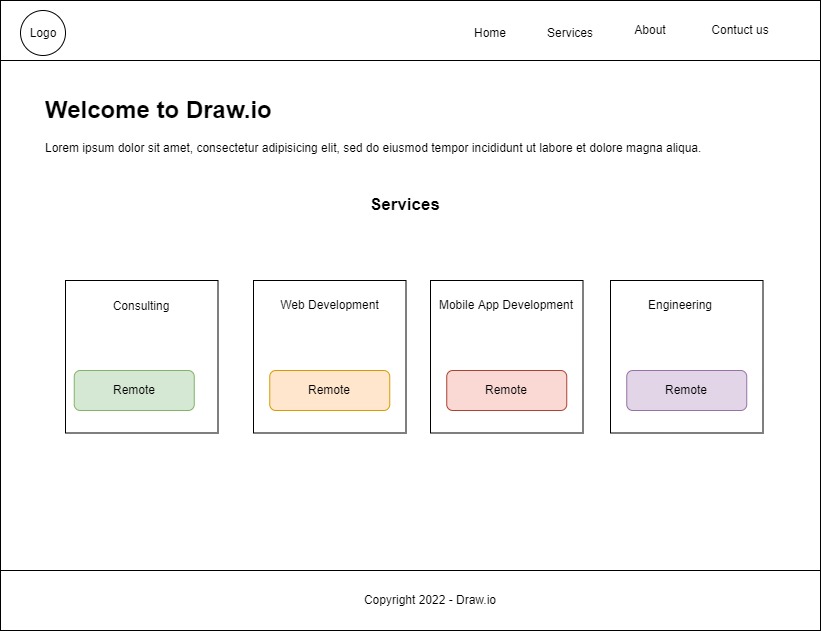 Logo
Home
Services
About
Contuct us
Welcome to Draw.io
Lorem ipsum dolor sit amet, consectetur adipisicing elit, sed do eiusmod tempor incididunt ut labore et dolore magna aliqua.
Services
Consulting
Web Development
Mobile App Development
Engineering
Remote
Remote
Remote
Remote
Copyright 2022 - Draw.io